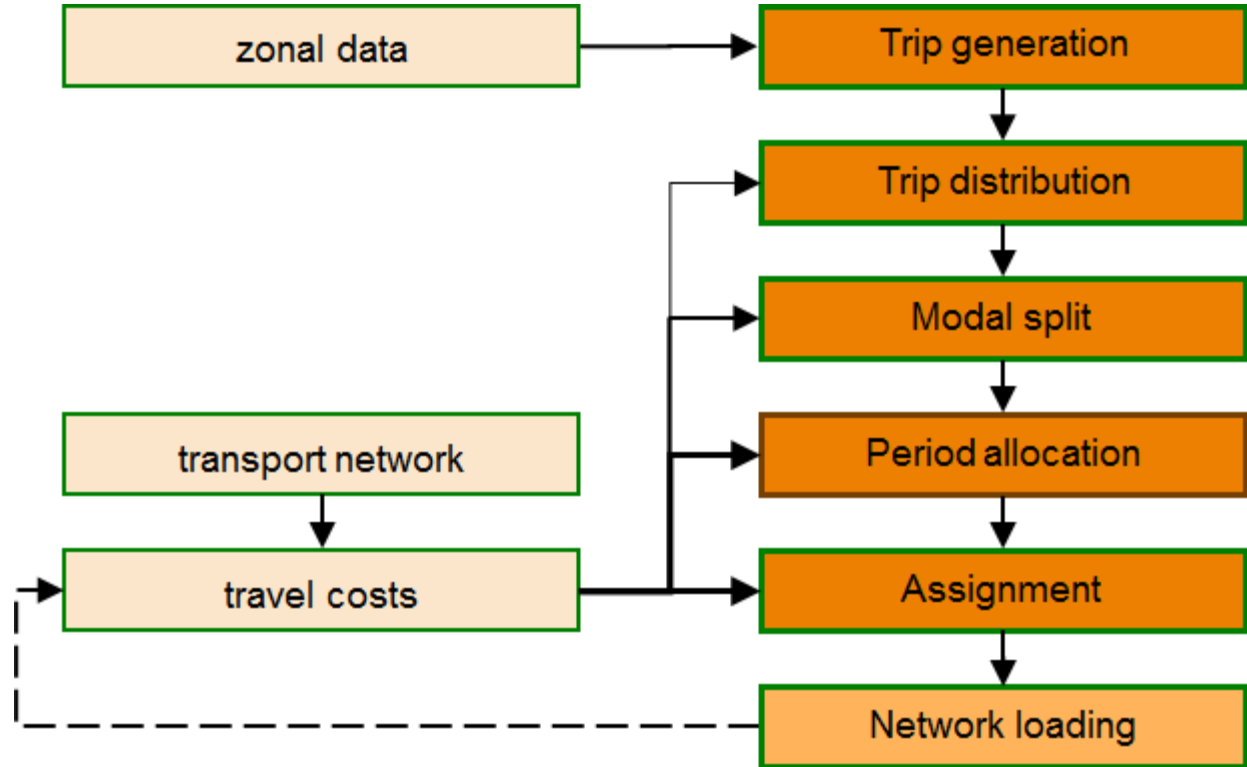 zonal data
Trip generation
Trip distribution
Modal split
transport network
Period allocation
travel costs
Assignment
Network loading